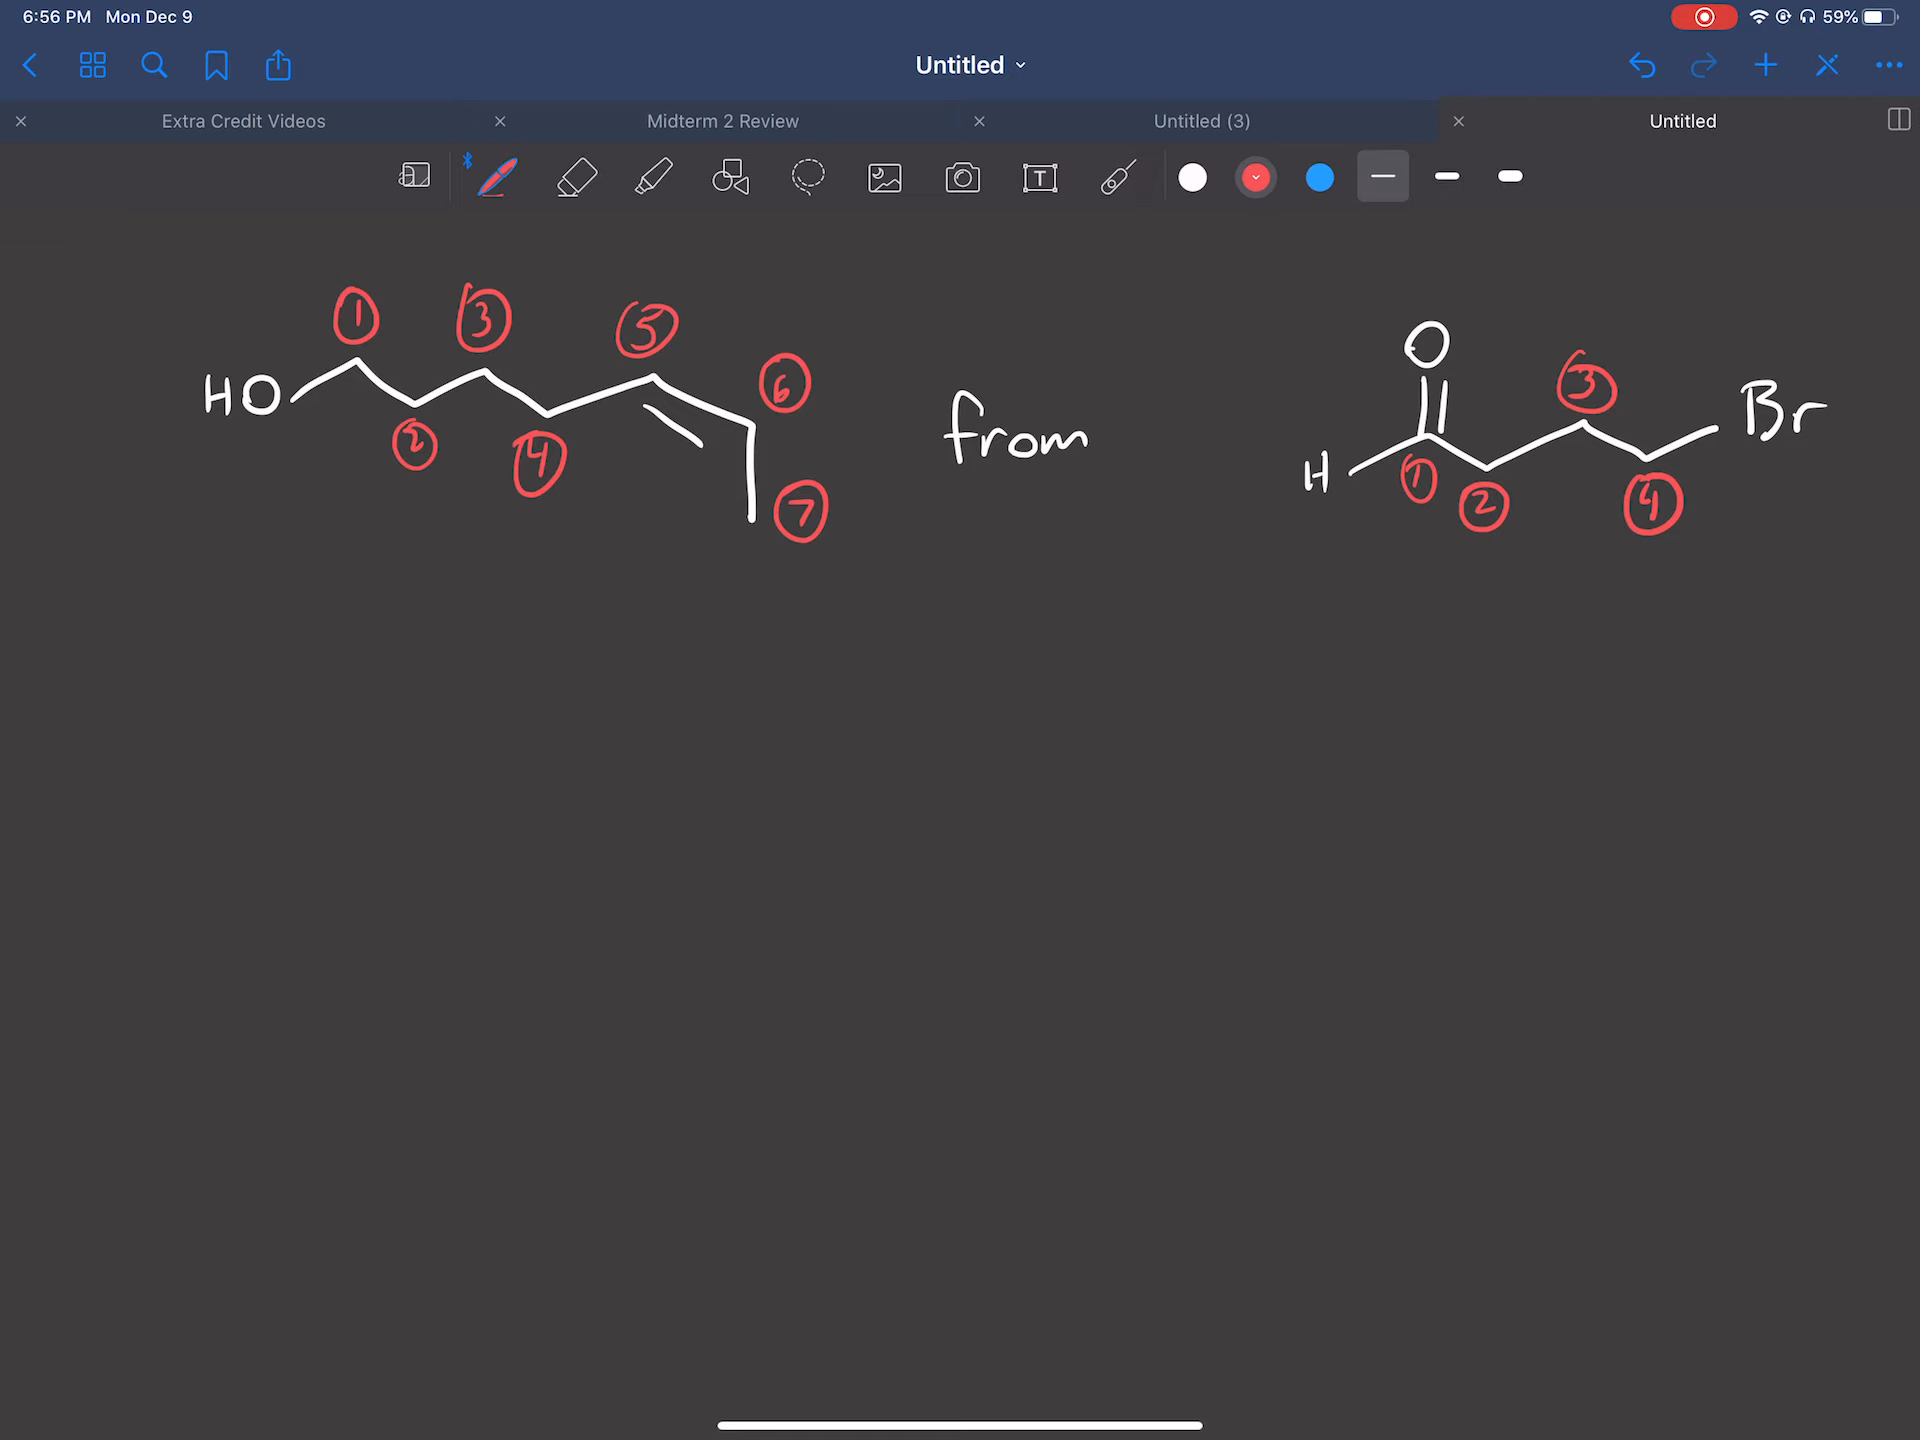 6:56 PM Mon Dec 9
59%
Untitled
Extra Credit Videos
Midterm 2 Review
Untitled (3)
Untitled
T
1 3 5
HO
2 4
6
7
from
O
H
1 2
3
4
Br